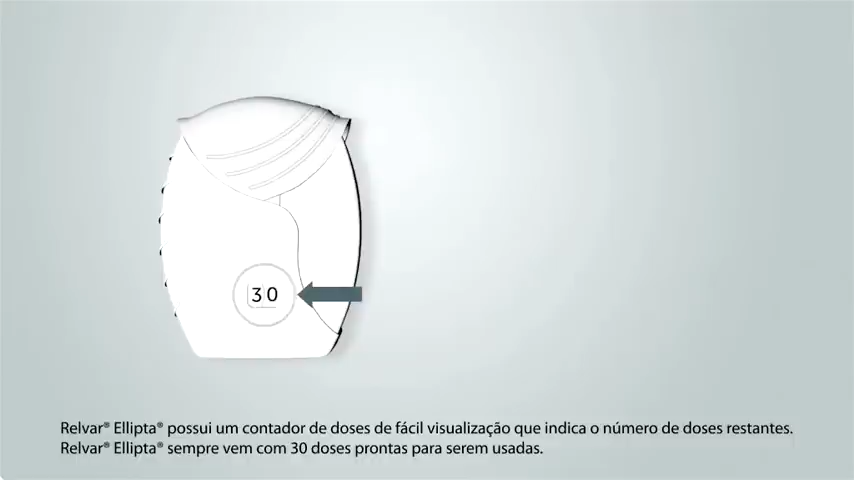 30
Relvar® Ellipta® possui um contador de doses de fácil visualização que indica o número de doses restantes.
Relvar® Ellipta® sempre vem com 30 doses prontas para serem usadas.